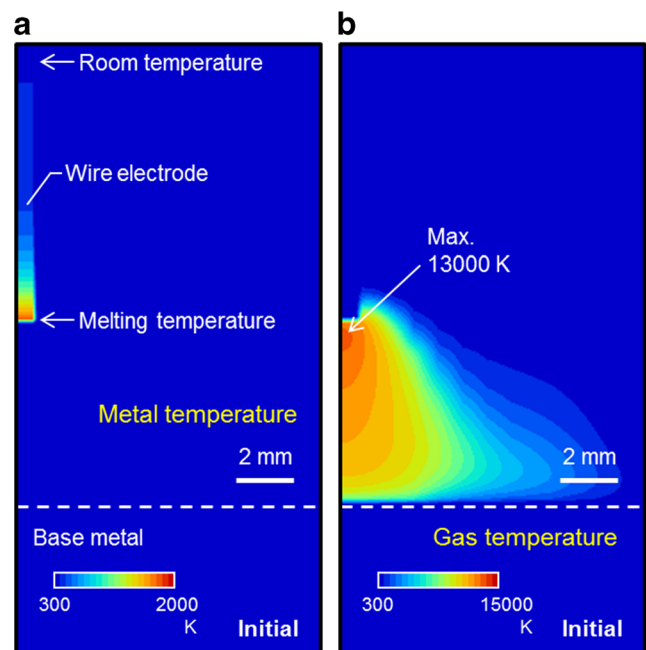 a
Room temperature
Wire electrode
Melting temperature
Metal temperature
2 mm
Base metal
300 2000
K
Initial
b
Max.
13000 K
2 mm
Gas temperature
300 15000
K
Initial